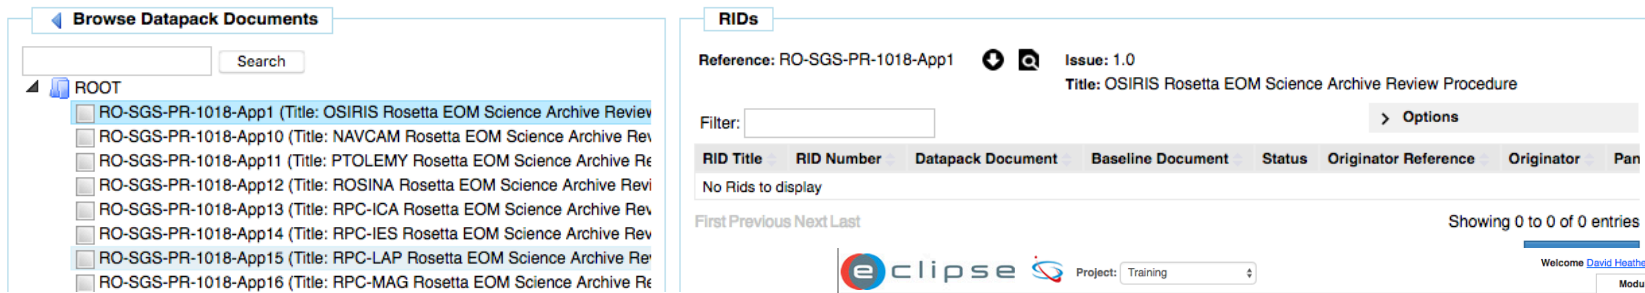 Browse Datapack Documents
Search
ROOT
RO-SGS-PR-1018-App1 (Title: OSIRIS Rosetta EOM Science Archive Review
RO-SGS-PR-1018-App10 (Title: NAVCAM Rosetta EOM Science Archive Rev
RO-SGS-PR-1018-App11 (Title: PTOLEMY Rosetta EOM Science Archive Re
RO-SGS-PR-1018-App12 (Title: ROSINA Rosetta EOM Science Archive Revi
RO-SGS-PR-1018-App13 (Title: RPC-ICA Rosetta EOM Science Archive Rev
RO-SGS-PR-1018-App14 (Title: RPC-IES Rosetta EOM Science Archive Rev
RO-SGS-PR-1018-App15 (Title: RPC-LAP Rosetta EOM Science Archive Re
RO-SGS-PR-1018-App16 (Title: RPC-MAG Rosetta EOM Science Archive Re
RIDs
Reference: RO-SGS-PR-1018-App1 Issue: 1.0
Title: OSIRIS Rosetta EOM Science Archive Review Procedure
Filter: > Options
RID Title RID Number Datapack Document Baseline Document Status Originator Reference Originator Pan
No Rids to display
First Previous Next Last Showing 0 to 0 of 0 entries
eclipse Project: Training Welcome David Heathe
Modu